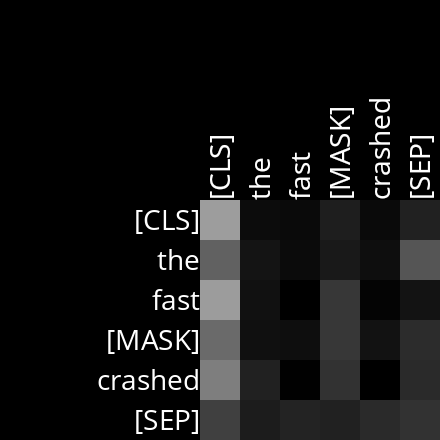 [CLS] the fast [MASK] crashed [SEP]
[CLS]
the
fast
[MASK]
crashed
[SEP]